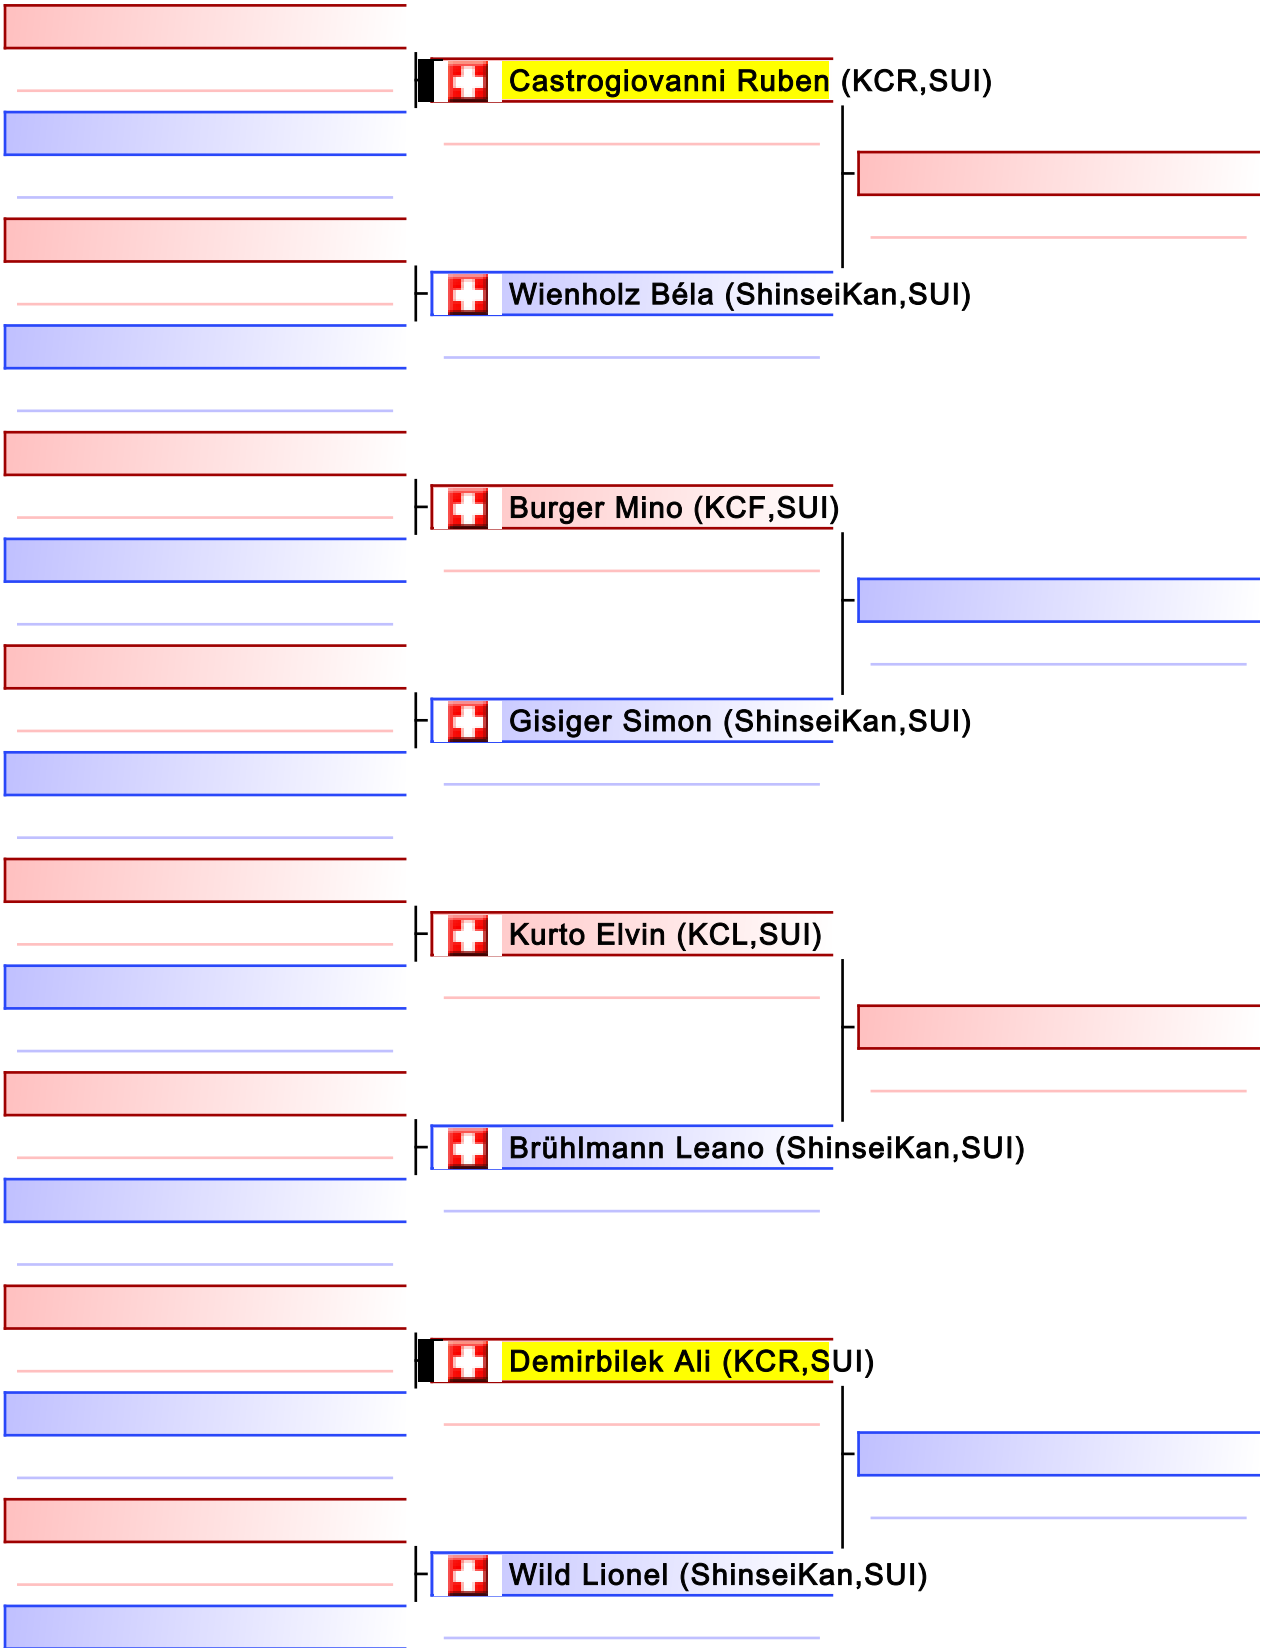 Castrogiovanni Ruben (KCR,SUI)
Wienholz Béla (ShinseiKan,SUI)
Burger Mino (KCF,SUI)
Gisiger Simon (ShinseiKan,SUI)
Kurto Elvin (KCL,SUI)
Brühlmann Leano (ShinseiKan,SUI)
Demirbilek Ali (KCR,SUI)
Wild Lionel (ShinseiKan,SUI)